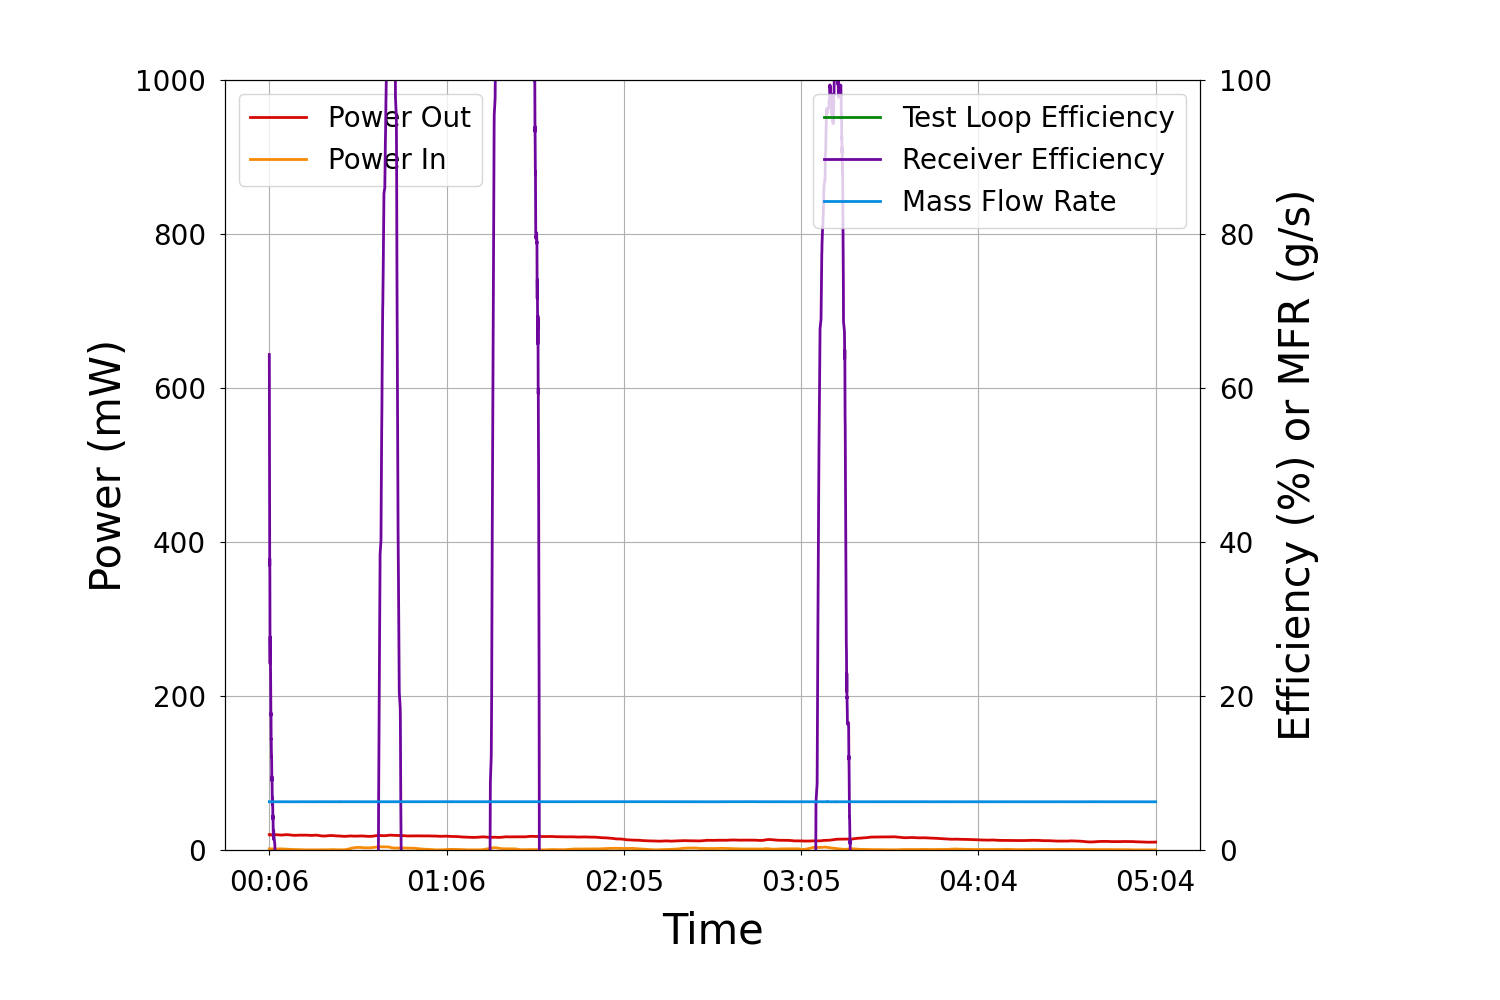 1000
800
600
400
200
0
Power (mW)
Power Out
Power In
Test Loop Efficiency
Receiver Efficiency
Mass Flow Rate
100
80
60
40
20
0
Efficiency (%) or MFR (g/s)
00:06 01:06 02:05 03:05 04:04 05:04
Time